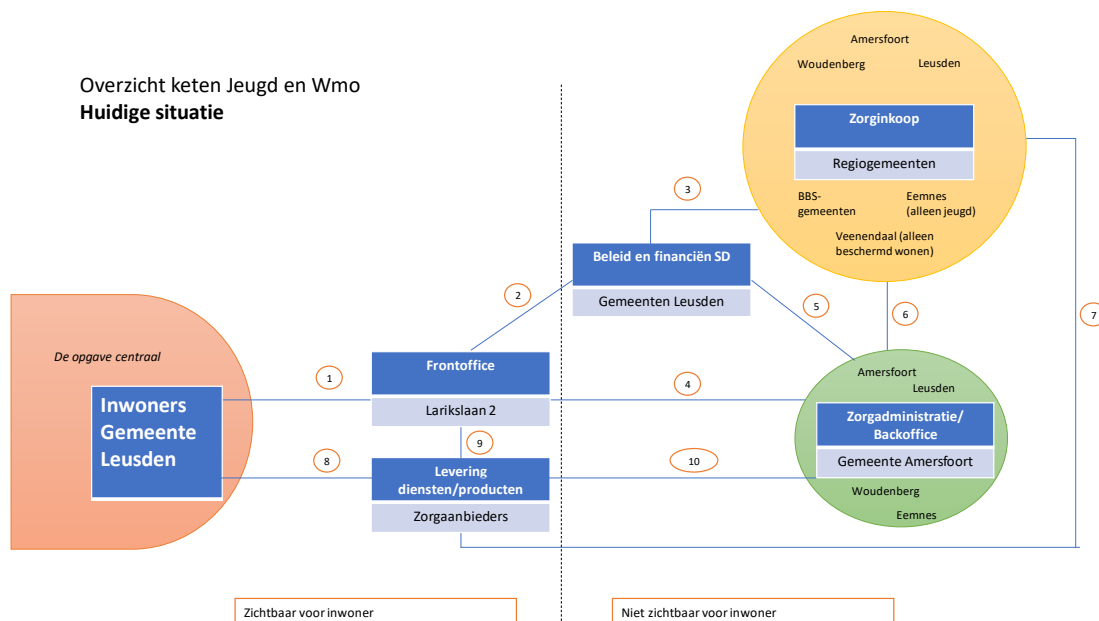 Overzicht keten Jeugd en Wmo
Huidige situatie
Amersfoort
Woudenberg
Leusden
Zorginkoop
Regiogemeenten
BBS-
gemeenten
Eemnes
(alleen jeugd)
Veenendaal (alleen
beschermd wonen)
3
Beleid en financiën SD
Gemeenten Leusden
2
5
6
7
De opgave centraal
Inwoners
Gemeente
Leusden
1
Frontoffice
Larikslaan 2
4
Amersfoort
Leusden
Zorgadministratie/
Backoffice
Gemeente Amersfoort
Woudenberg
Eemnes
9
8
Levering
diensten/producten
Zorgaanbieders
10
Zichtbaar voor inwoner
Niet zichtbaar voor inwoner